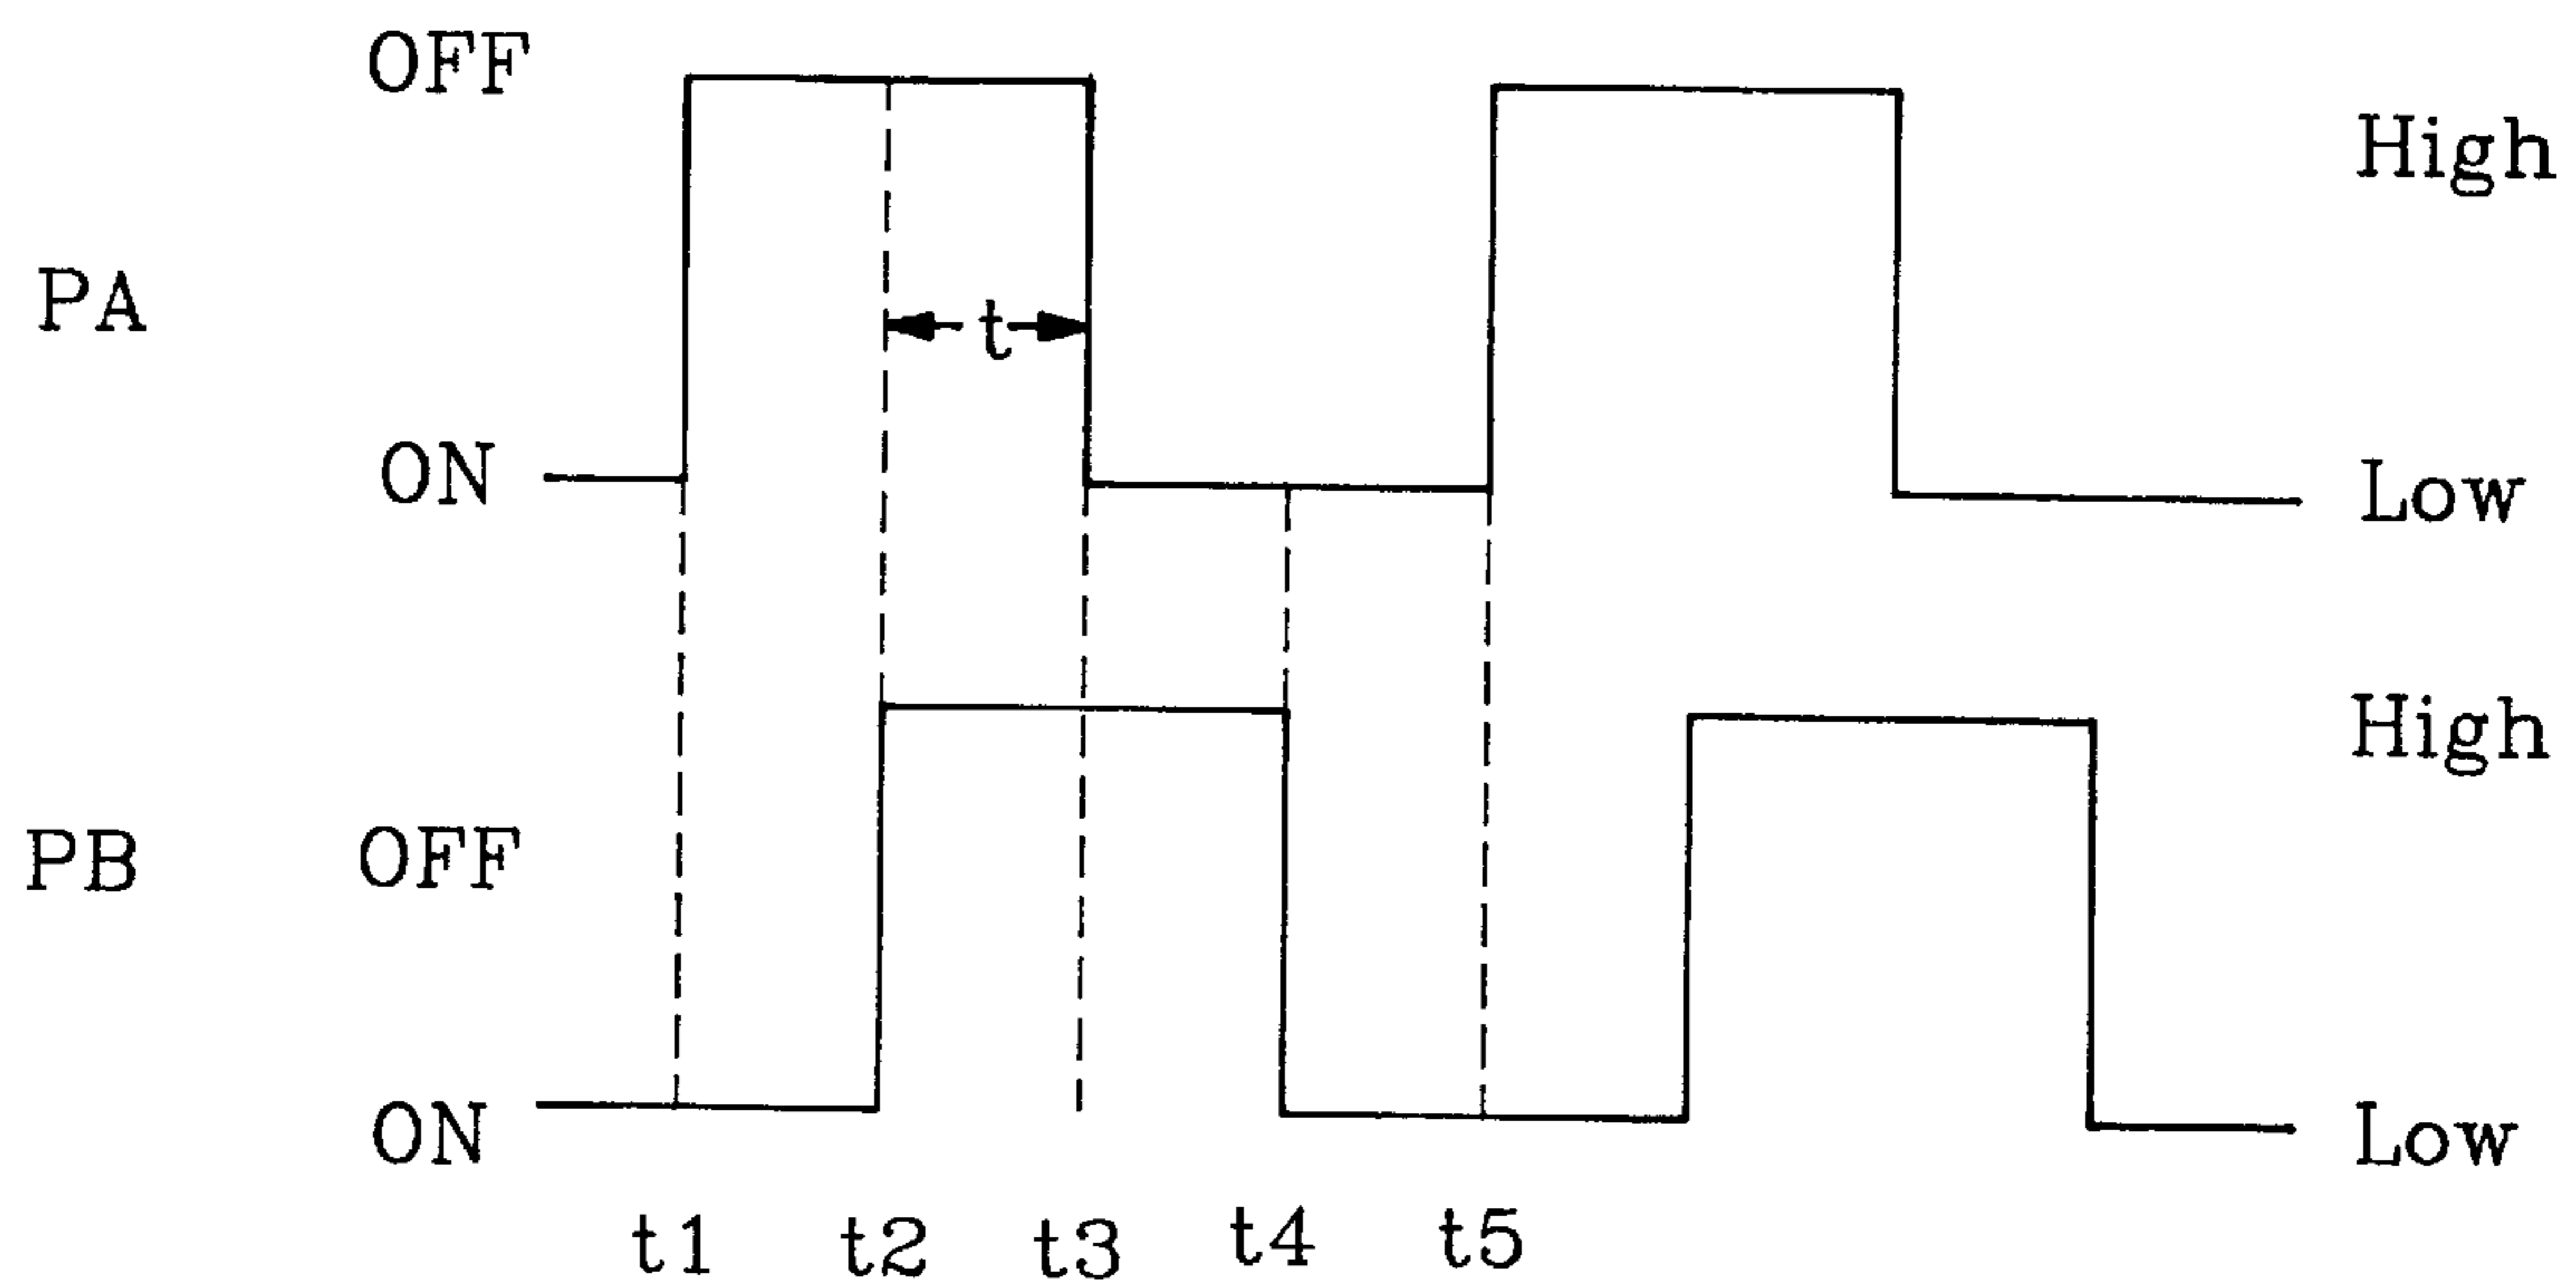 OFF
High
PA
t
ON
Low
High
PB
OFF
ON
Low
t1 t2 t3 t4 t5